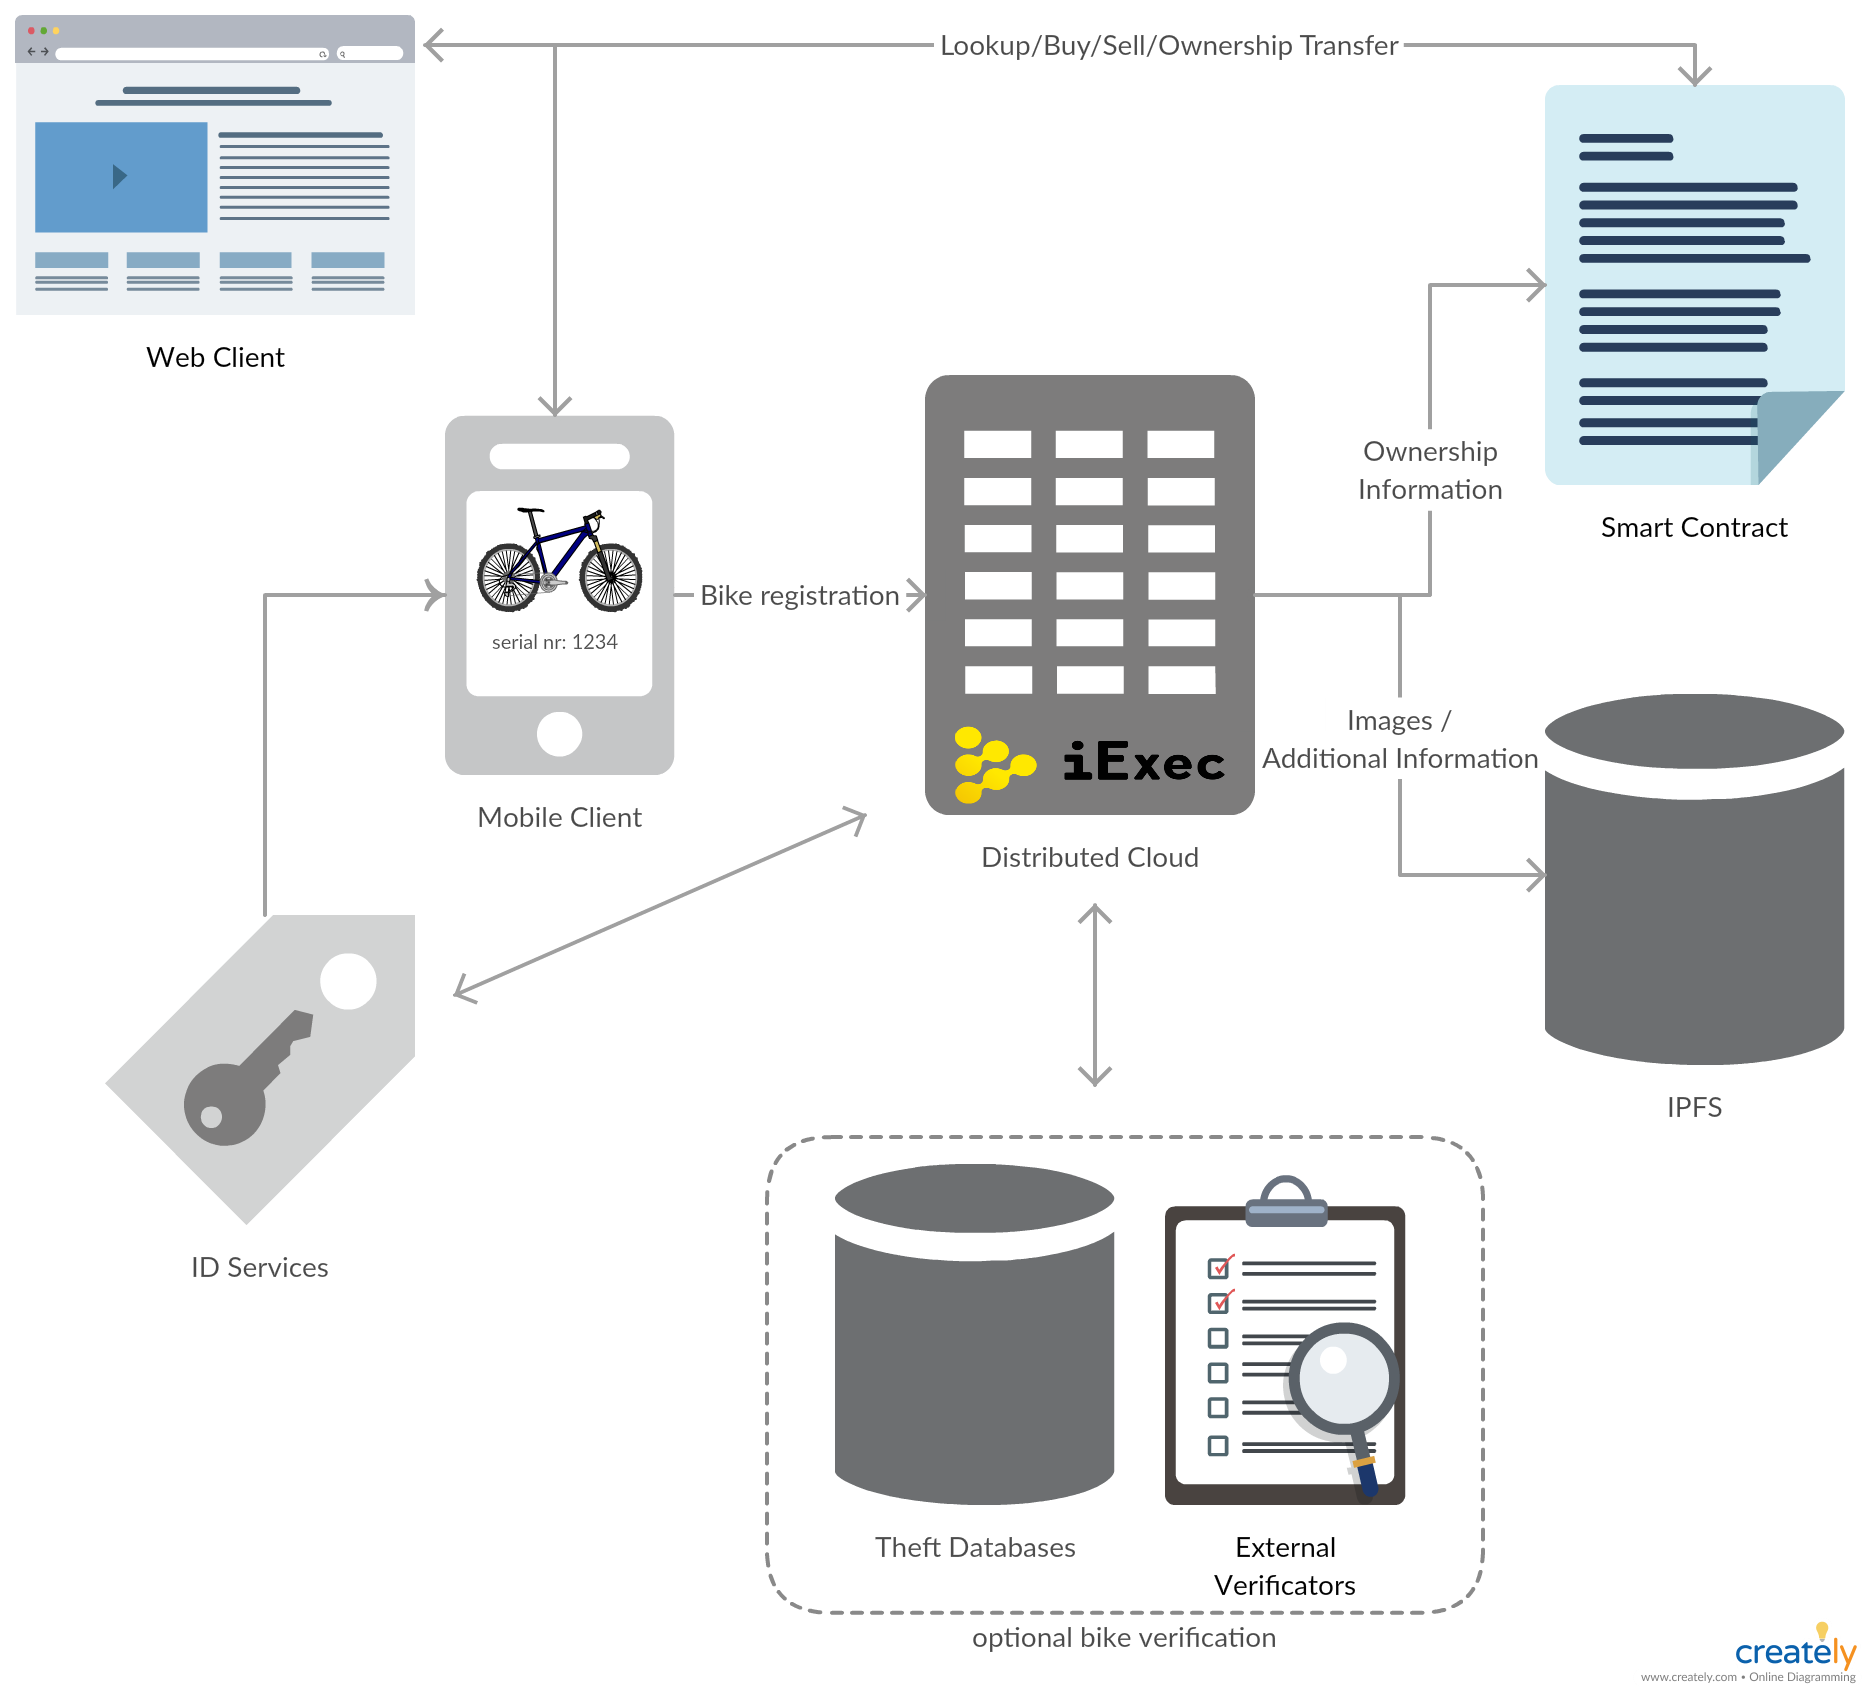 Lookup/Buy/Sell/Ownership Transfer
Web Client
Ownership
Information
Smart Contract
serial nr: 1234
Bike registration
Mobile Client
iExec
Distributed Cloud
Images /
Additional Information
IPFS
ID Services
Theft Databases
External
Verificators
optional bike verification
creately
www.creately.com • Online Diagramming